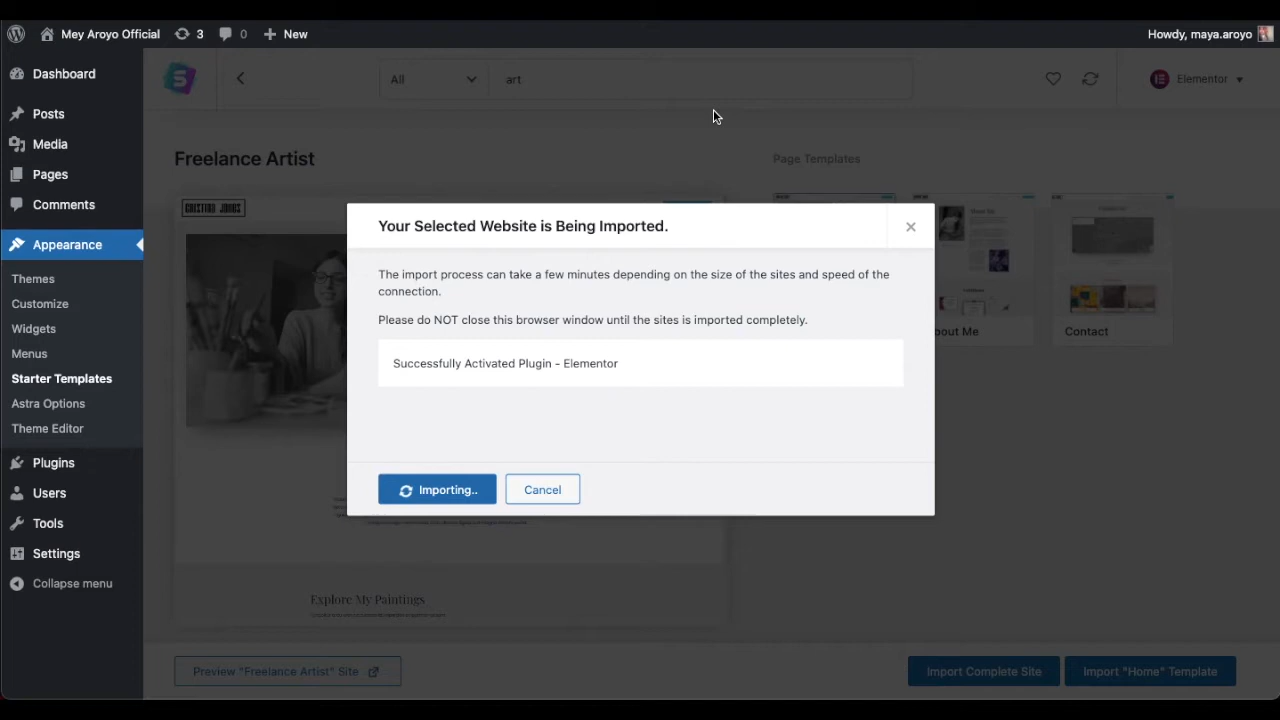 Mey Aroyo Official
3
0
New
Howdy, maya.aroyo
Dashboard
Posts
Media
Pages
Comments
Appearance
Themes
Customize
Widgets
Menus
Starter Templates
Astra Options
Theme Editor
Plugins
Users
Tools
Settings
Collapse menu
All
art
Elementor
Freelance Artist
Page Templates
Your Selected Website is Being Imported.
The import process can take a few minutes depending on the size of the sites and speed of the
connection.
Please do NOT close this browser window until the sites is imported completely.
Successfully Activated Plugin - Elementor
Importing..
Cancel
bout Me
Contact
Explore My Paintings
Preview "Freelance Artist" Site
Import Complete Site
Import "Home" Template